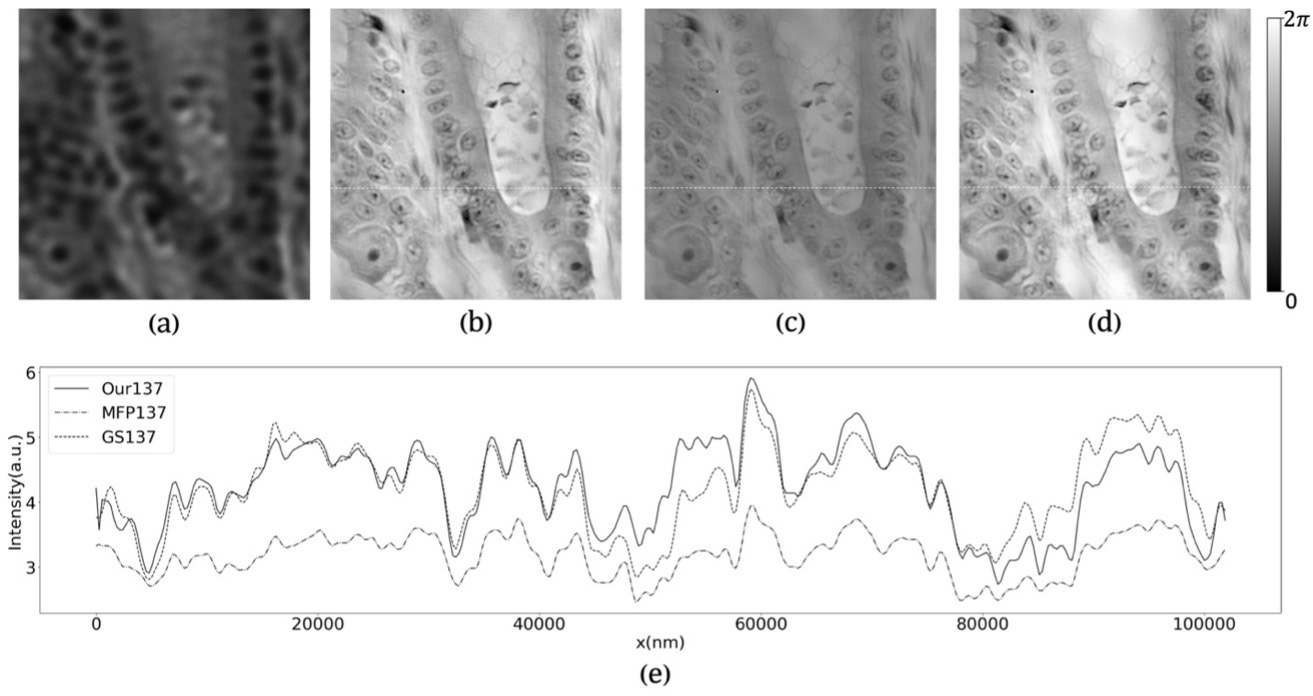 2π
0
(a)
(b)
(c)
(d)
Our137
MFP137
GS137
6
5
4
3
Intensity(a.u.)
0
20000
40000
60000
80000
100000
x(nm)
(e)